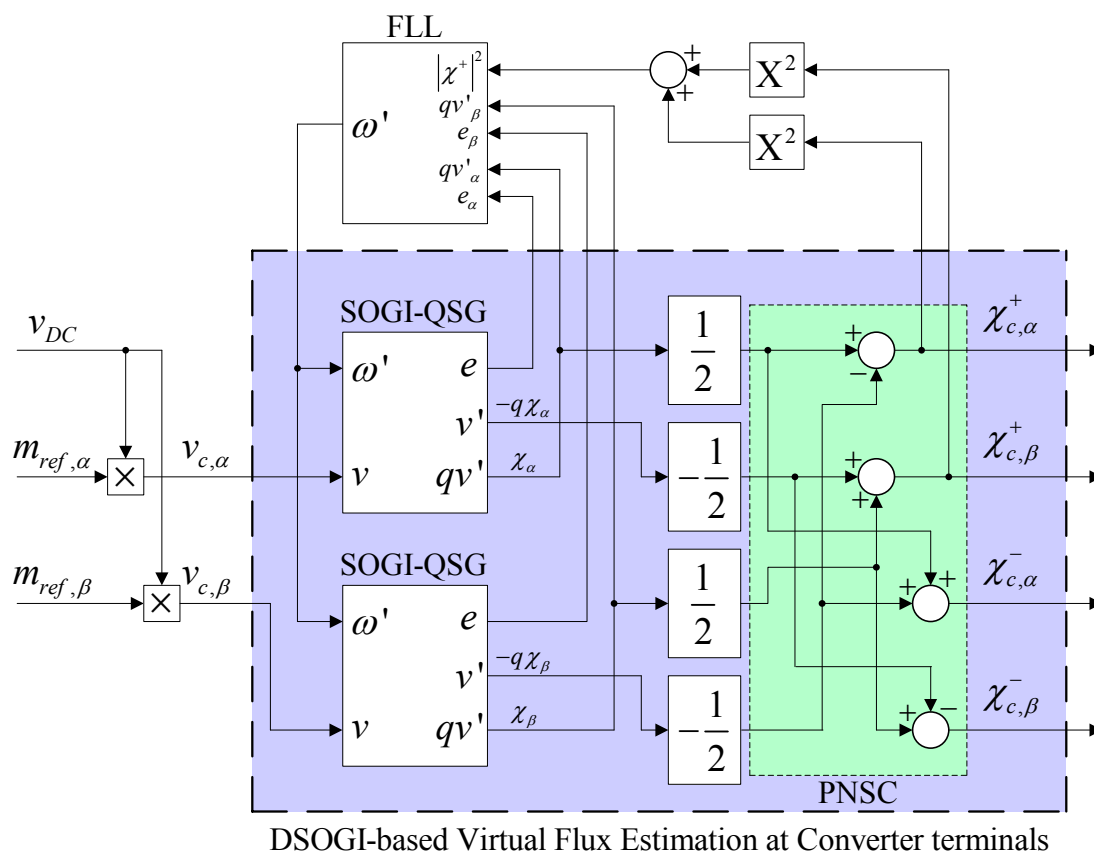 FLL
|χ⁺|²
qv'β
eβ
qv'α
eα
ω'
+
+
X²
X²
vDC
mref,α
×
vc,α
mref,β
×
vc,β
SOGI-QSG
ω'
e
v'
v
qv'
-qχα
χα
SOGI-QSG
ω'
e
v'
v
qv'
-qχβ
χβ
1/2
-1/2
1/2
-1/2
+
−
+
+
+
+
+
−
PNSC
χ⁺c,α
χ⁺c,β
χ⁻c,α
χ⁻c,β
DSOGI-based Virtual Flux Estimation at Converter terminals